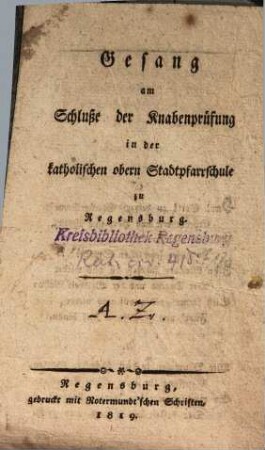 Gesang
am
Schluße der Knabenprüfung
in der
katholischen obern Stadtpfarrschule
zu
Regensburg.
Kreisbibliothek Regensburg
A. Z.
Regensburg,
gedruckt mit Rotermundt'schen Schriften,
1819.